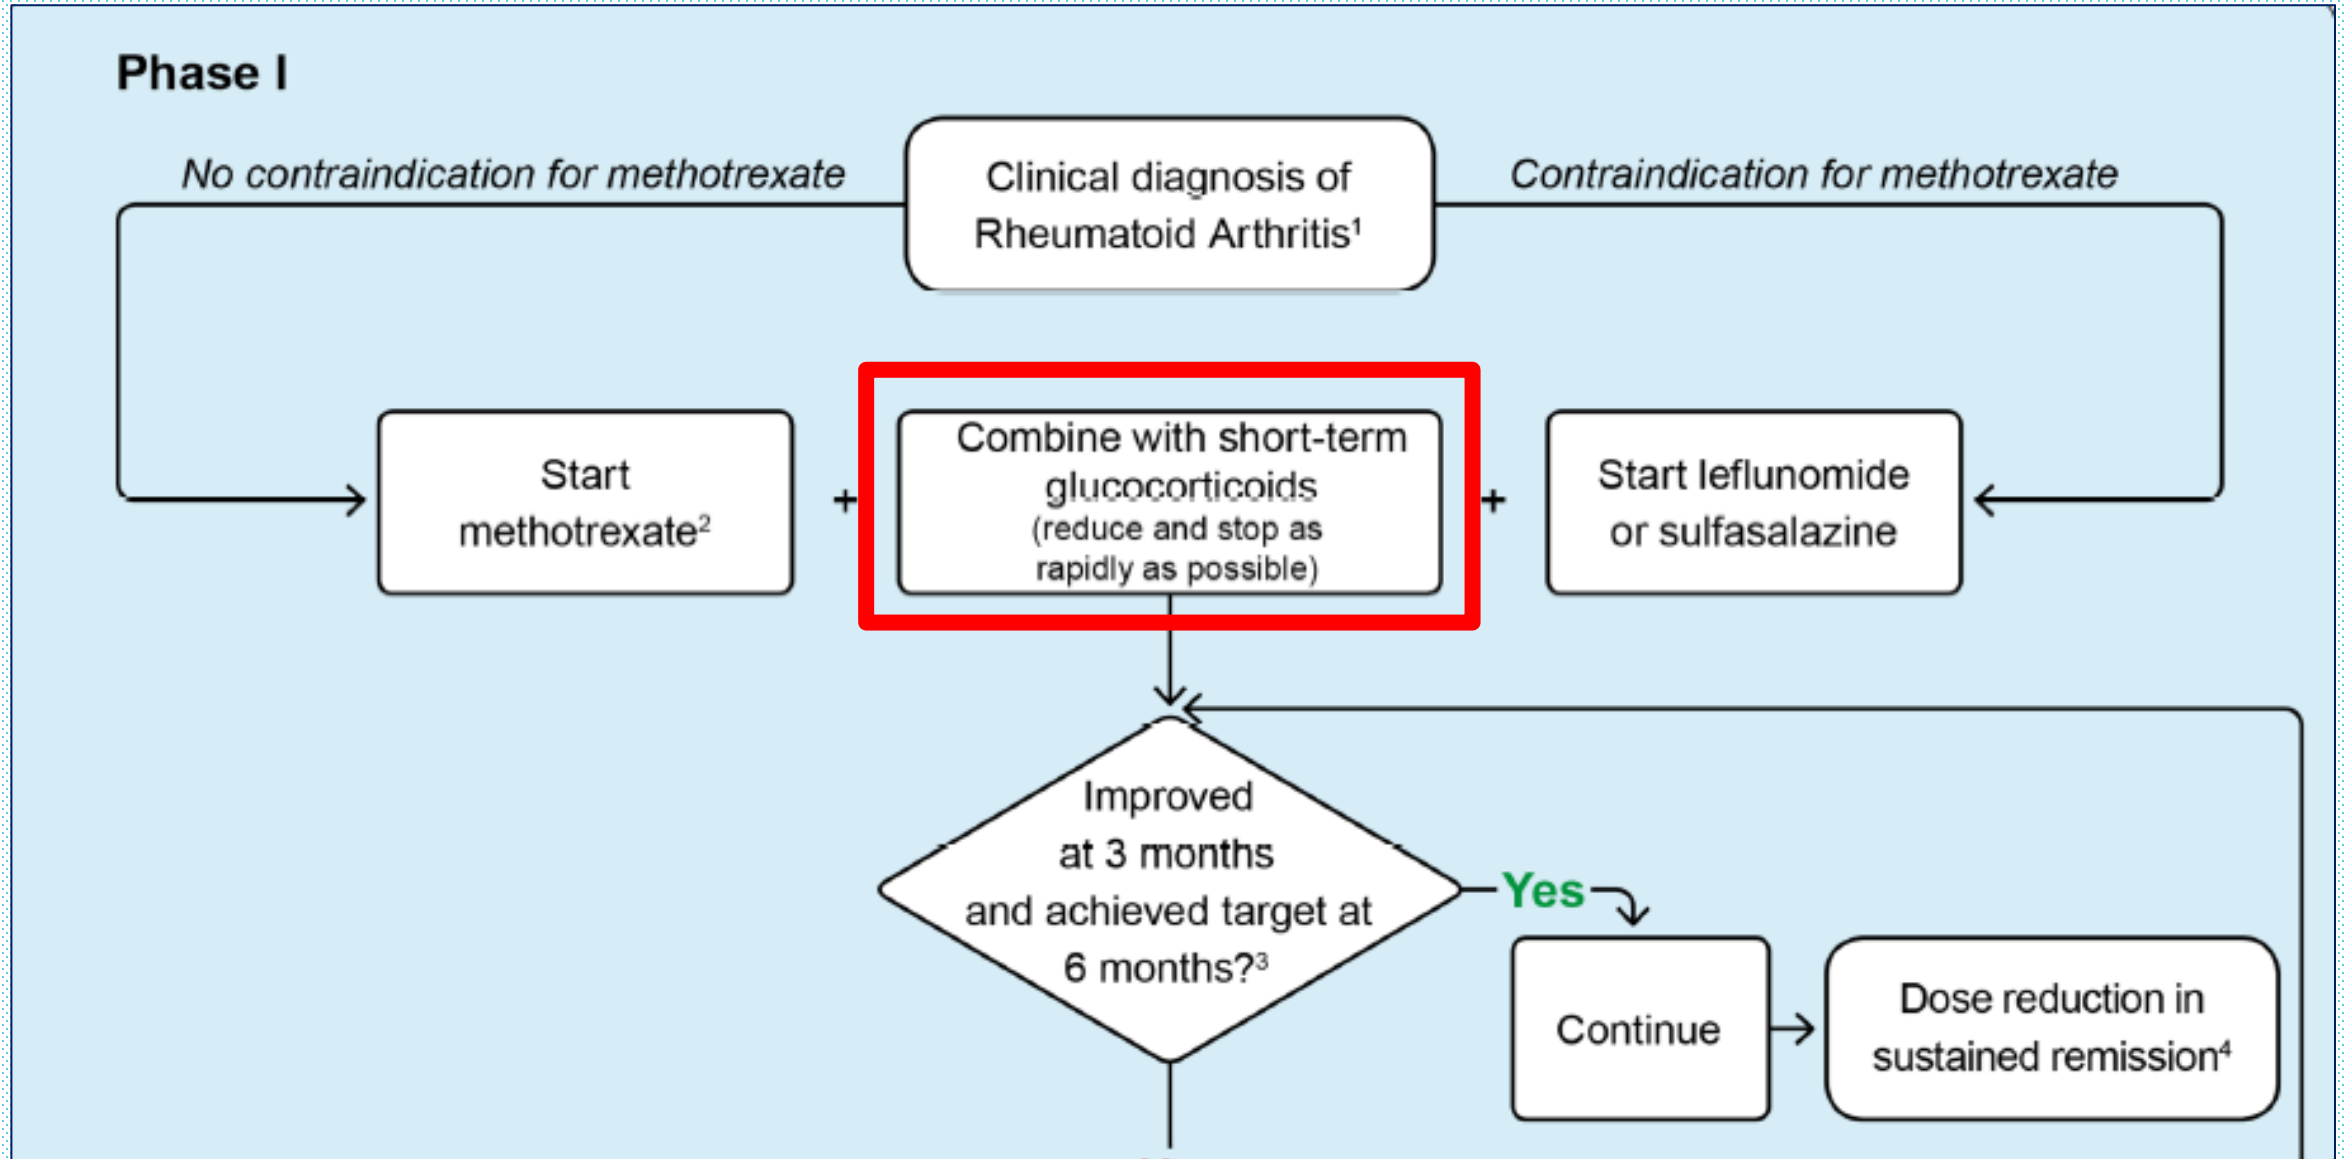 Phase I
No contraindication for methotrexate
Clinical diagnosis of
Rheumatoid Arthritis¹
Contraindication for methotrexate
Start
methotrexate²
+
Combine with short-term
glucocorticoids
(reduce and stop as
rapidly as possible)
+
Start leflunomide
or sulfasalazine
Improved
at 3 months
and achieved target at
6 months?³
Yes
Continue
Dose reduction in
sustained remission⁴